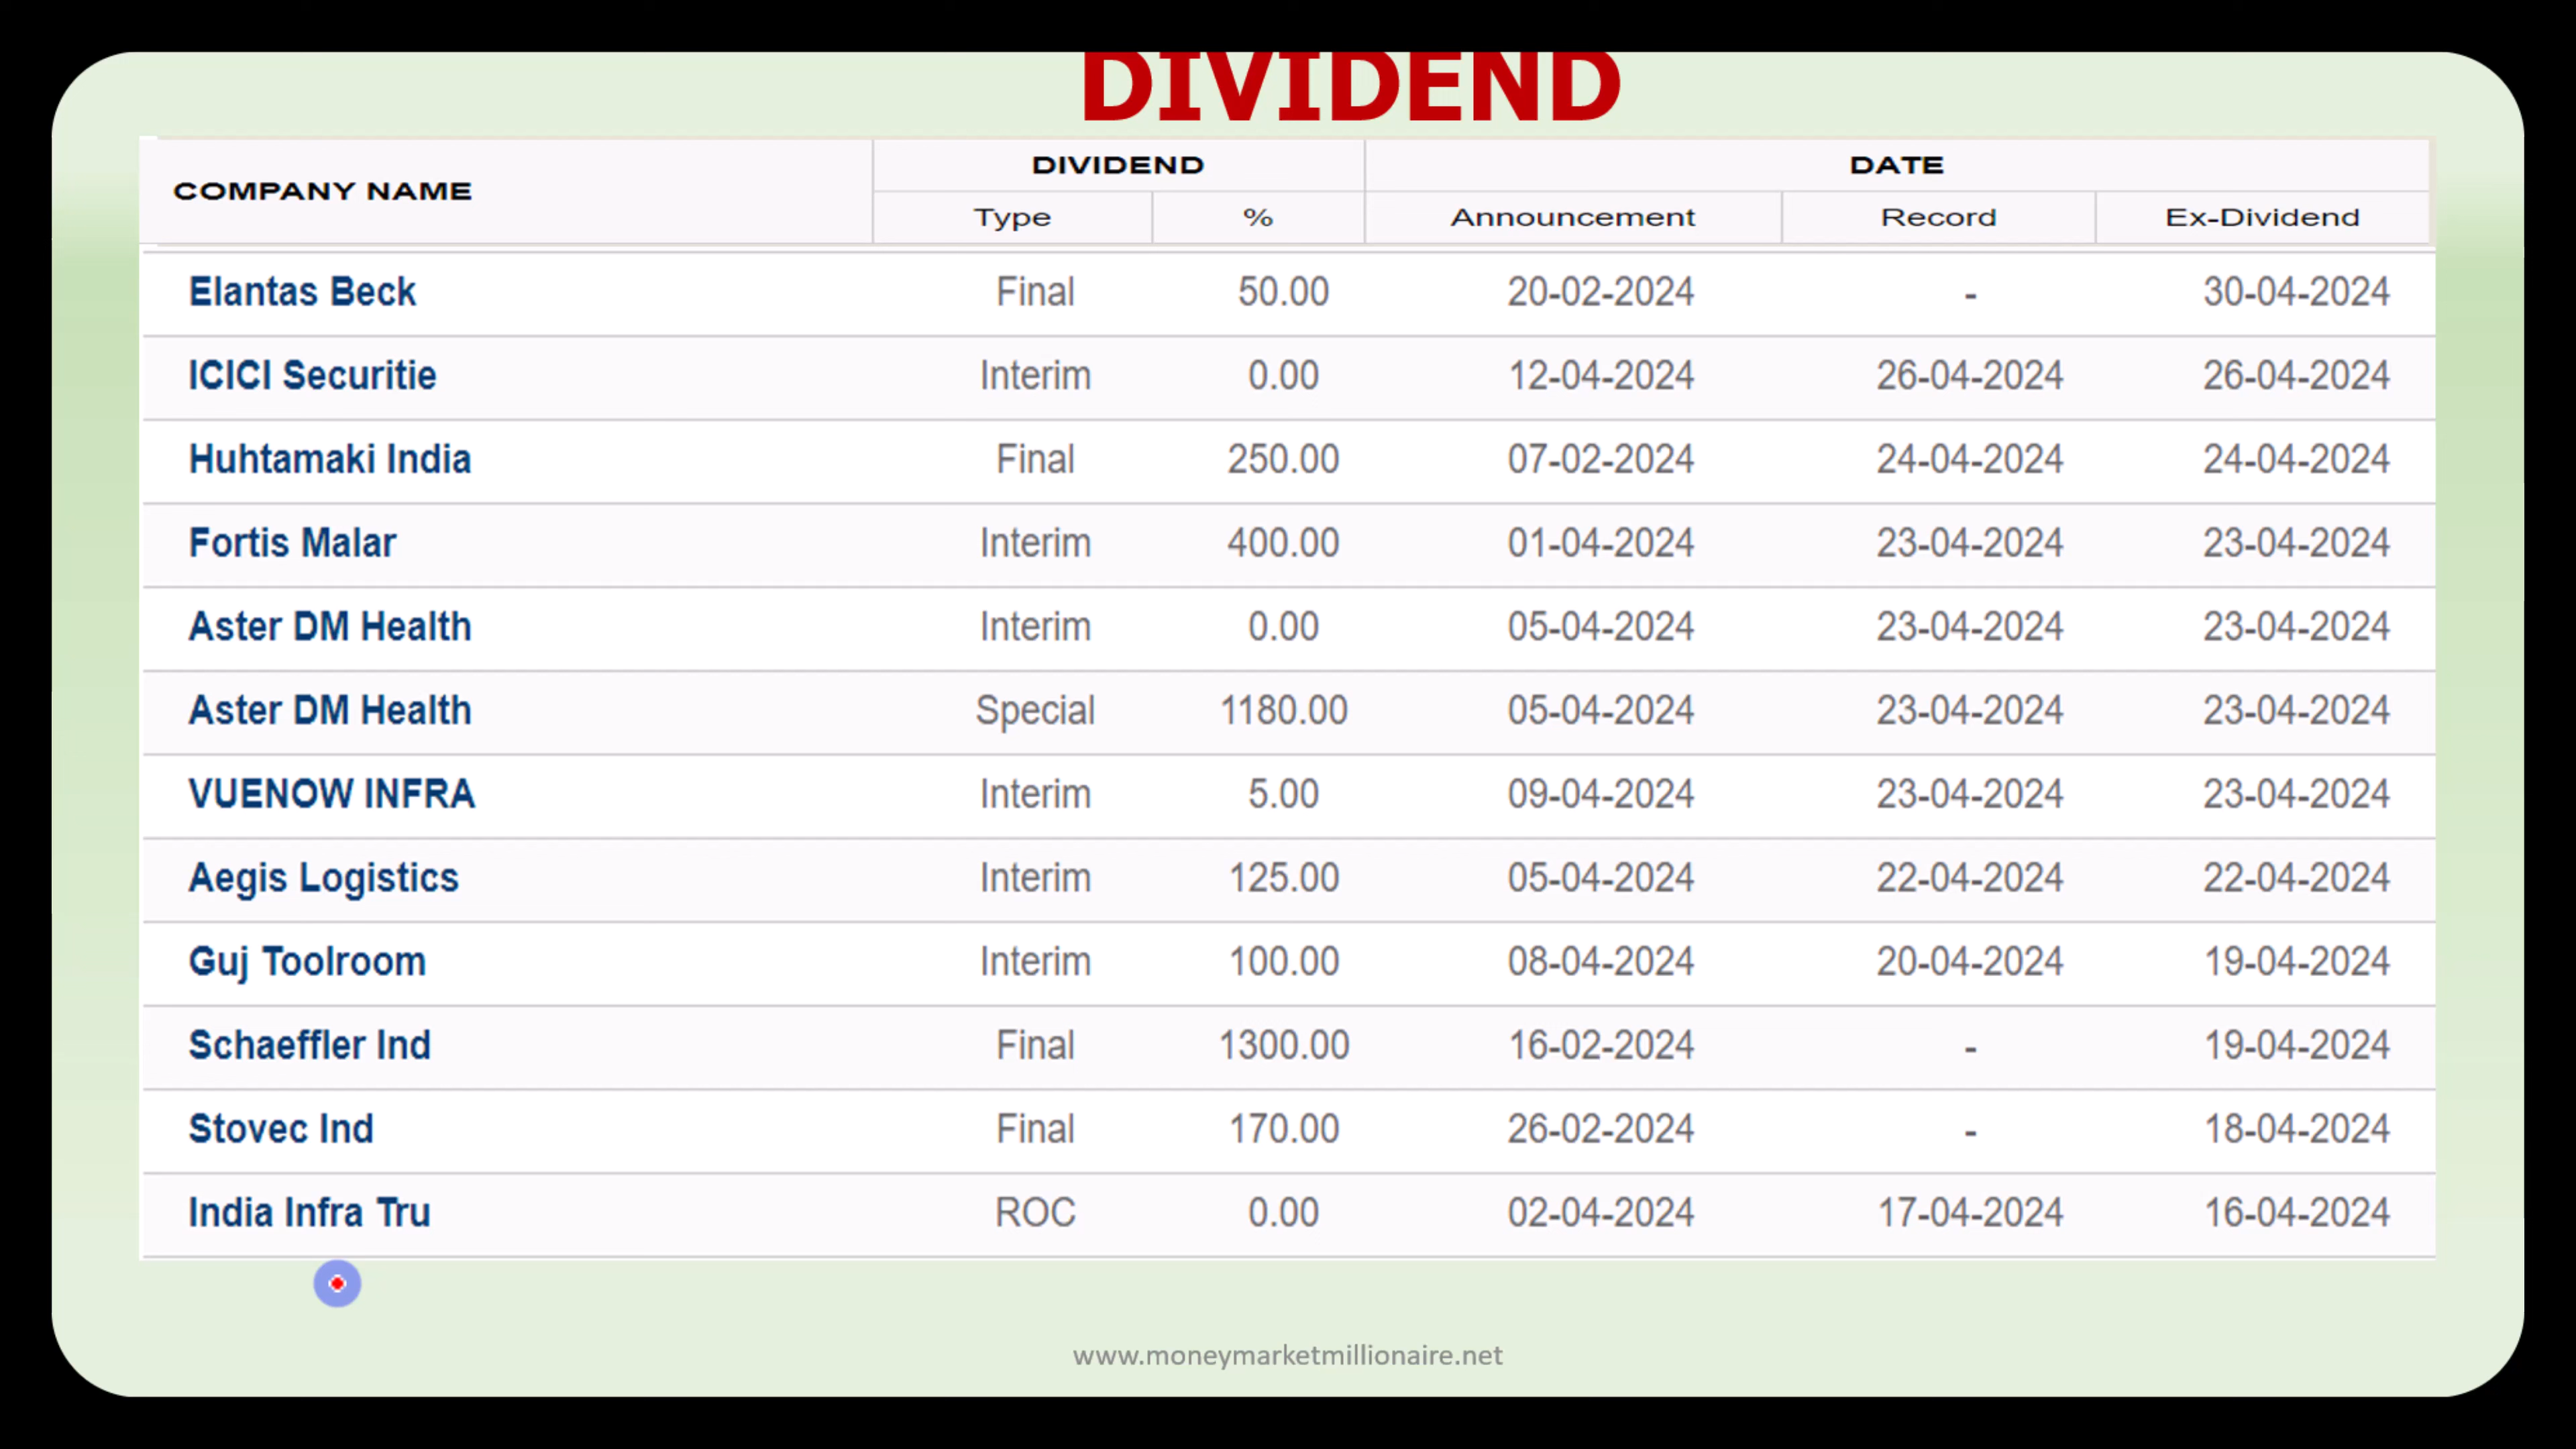 DIVIDEND
COMPANY NAME DIVIDEND DATE
Type % Announcement Record Ex-Dividend
Elantas Beck Final 50.00 20-02-2024 - 30-04-2024
ICICI Securitie Interim 0.00 12-04-2024 26-04-2024 26-04-2024
Huhtamaki India Final 250.00 07-02-2024 24-04-2024 24-04-2024
Fortis Malar Interim 400.00 01-04-2024 23-04-2024 23-04-2024
Aster DM Health Interim 0.00 05-04-2024 23-04-2024 23-04-2024
Aster DM Health Special 1180.00 05-04-2024 23-04-2024 23-04-2024
VUENOW INFRA Interim 5.00 09-04-2024 23-04-2024 23-04-2024
Aegis Logistics Interim 125.00 05-04-2024 22-04-2024 22-04-2024
Guj Toolroom Interim 100.00 08-04-2024 20-04-2024 19-04-2024
Schaeffler Ind Final 1300.00 16-02-2024 - 19-04-2024
Stovec Ind Final 170.00 26-02-2024 - 18-04-2024
India Infra Tru ROC 0.00 02-04-2024 17-04-2024 16-04-2024
www.moneymarketmillionaire.net